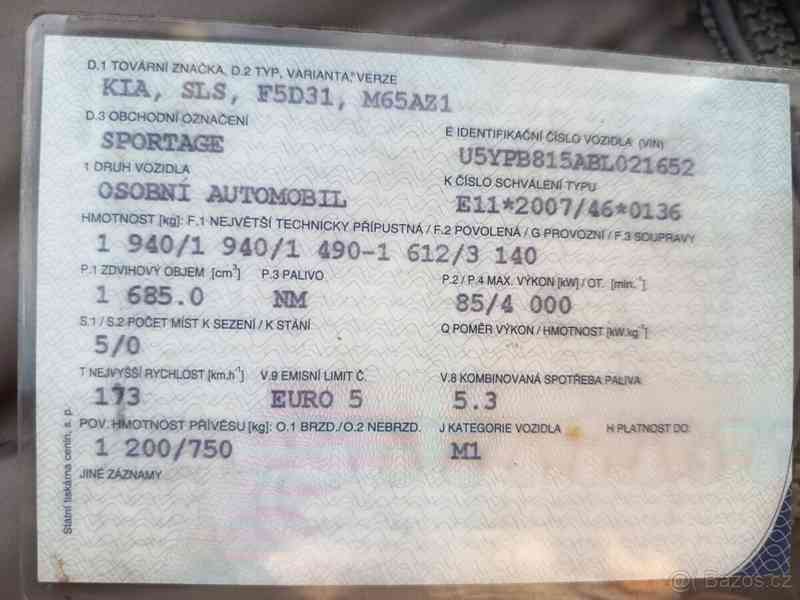 D.1 TOVÁRNÍ ZNAČKA, D.2 TYP, VARIANTA, VERZE
KIA, SLS, F5D31, M65AZ1
D.3 OBCHODNÍ OZNAČENÍ
SPORTAGE
E IDENTIFIKAČNÍ ČÍSLO VOZIDLA (VIN)
U5YPB815ABL021652
1 DRUH VOZIDLA
OSOBNÍ AUTOMOBIL
K ČÍSLO SCHVÁLENÍ TYPU
E11*2007/46*0136
HMOTNOST [kg]: F.1 NEJVĚTŠÍ TECHNICKY PŘÍPUSTNÁ / F.2 POVOLENÁ / G PROVOZNÍ / F.3 SOUPRAVY
1 940/1 940/1 490-1 612/3 140
P.1 ZDVIHOVÝ OBJEM [cm³] P.3 PALIVO P.2 / P.4 MAX. VÝKON [kW] / OT. [min.⁻¹]
1 685.0 NM 85/4 000
S.1 / S.2 POČET MÍST K SEZENÍ / K STÁNÍ Q POMĚR VÝKON / HMOTNOST [kW.kg⁻¹]
5/0
T NEJVYŠŠÍ RYCHLOST [km.h⁻¹] V.9 EMISNÍ LIMIT Č. V.8 KOMBINOVANÁ SPOTŘEBA PALIVA
173 EURO 5 5.3
POV. HMOTNOST PŘÍVĚSU [kg]: O.1 BRZD./O.2 NEBRZD. J KATEGORIE VOZIDLA H PLATNOST DO:
1 200/750 M1
JINÉ ZÁZNAMY
Státní tiskárna cenin, s. p.
Bazos.cz